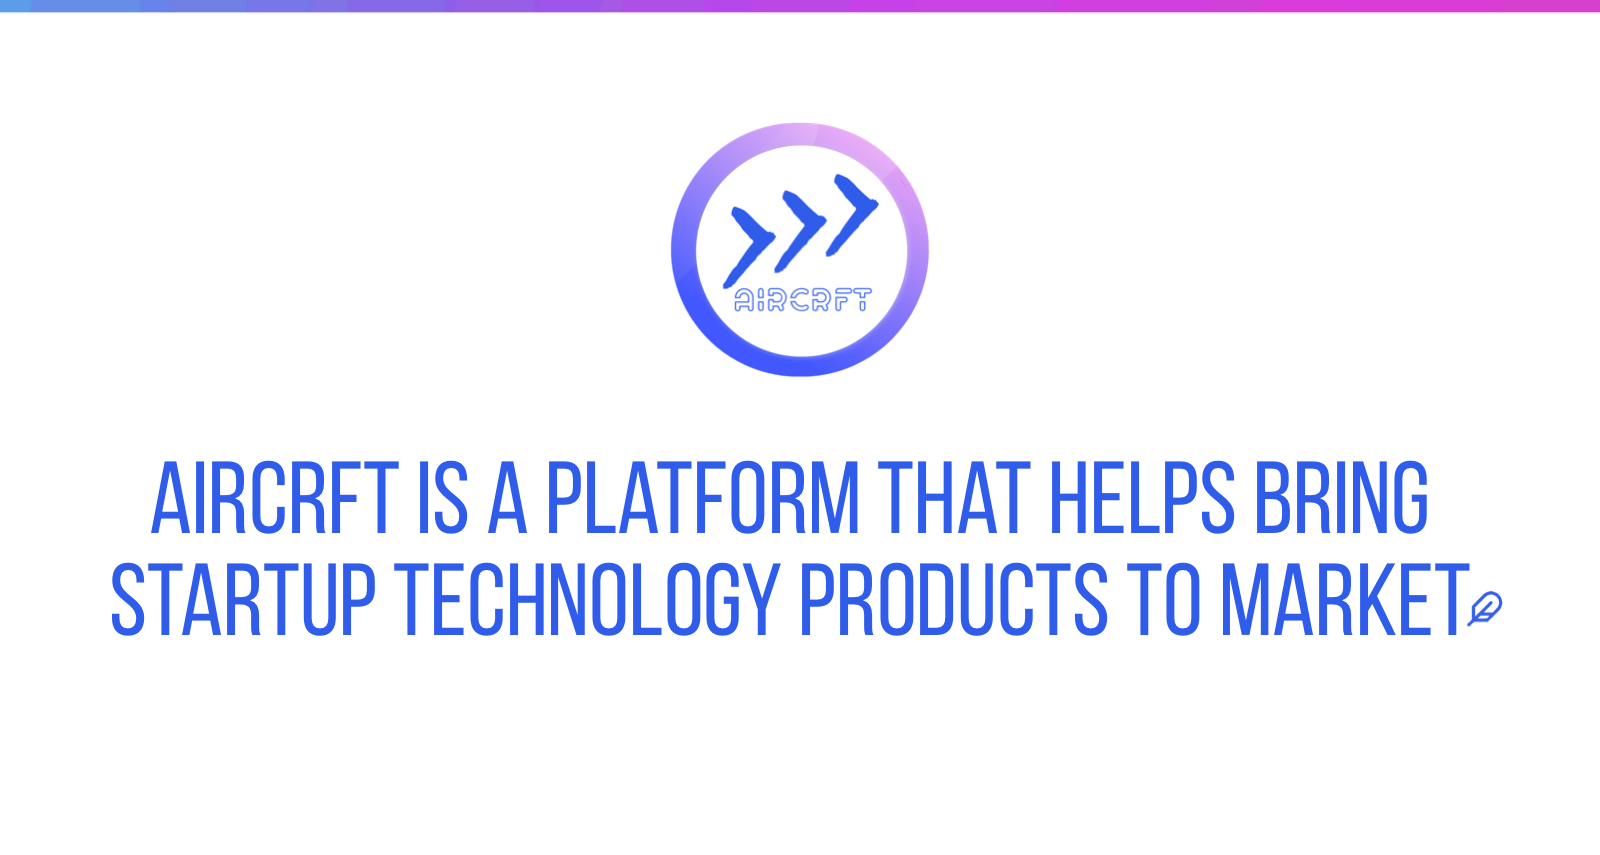 AIRCRFT
AIRCRFT IS A PLATFORM THAT HELPS BRING
STARTUP TECHNOLOGY PRODUCTS TO MARKET